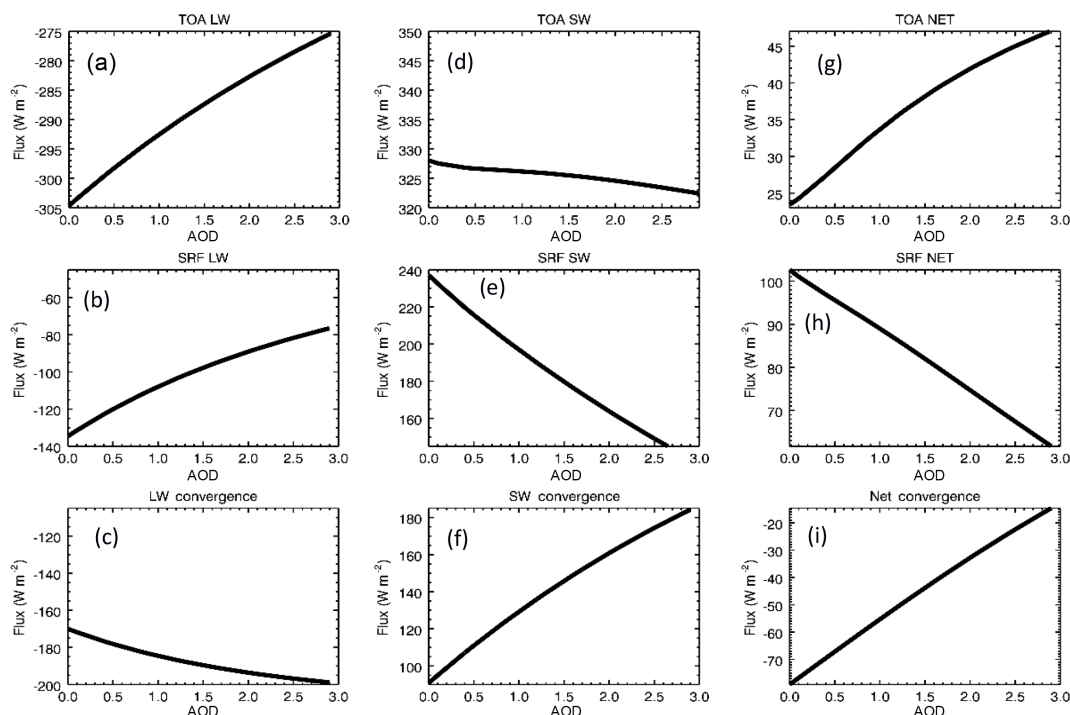 TOA LW
(a)
Flux (W m⁻²)
-275
-280
-285
-290
-295
-300
-305
0.0 0.5 1.0 1.5 2.0 2.5 3.0
AOD
TOA SW
(d)
Flux (W m⁻²)
350
345
340
335
330
325
320
0.0 0.5 1.0 1.5 2.0 2.5
AOD
TOA NET
(g)
Flux (W m⁻²)
45
40
35
30
25
0.0 0.5 1.0 1.5 2.0 2.5 3.0
AOD
SRF LW
(b)
Flux (W m⁻²)
-60
-80
-100
-120
-140
0.0 0.5 1.0 1.5 2.0 2.5 3.0
AOD
SRF SW
(e)
Flux (W m⁻²)
240
220
200
180
160
0.0 0.5 1.0 1.5 2.0 2.5 3.0
AOD
SRF NET
(h)
Flux (W m⁻²)
100
90
80
70
0.0 0.5 1.0 1.5 2.0 2.5 3.0
AOD
LW convergence
(c)
Flux (W m⁻²)
-120
-140
-160
-180
-200
0.0 0.5 1.0 1.5 2.0 2.5 3.0
AOD
SW convergence
(f)
Flux (W m⁻²)
180
160
140
120
100
0.0 0.5 1.0 1.5 2.0 2.5 3.0
AOD
Net convergence
(i)
Flux (W m⁻²)
-20
-30
-40
-50
-60
-70
0.0 0.5 1.0 1.5 2.0 2.5 3.0
AOD